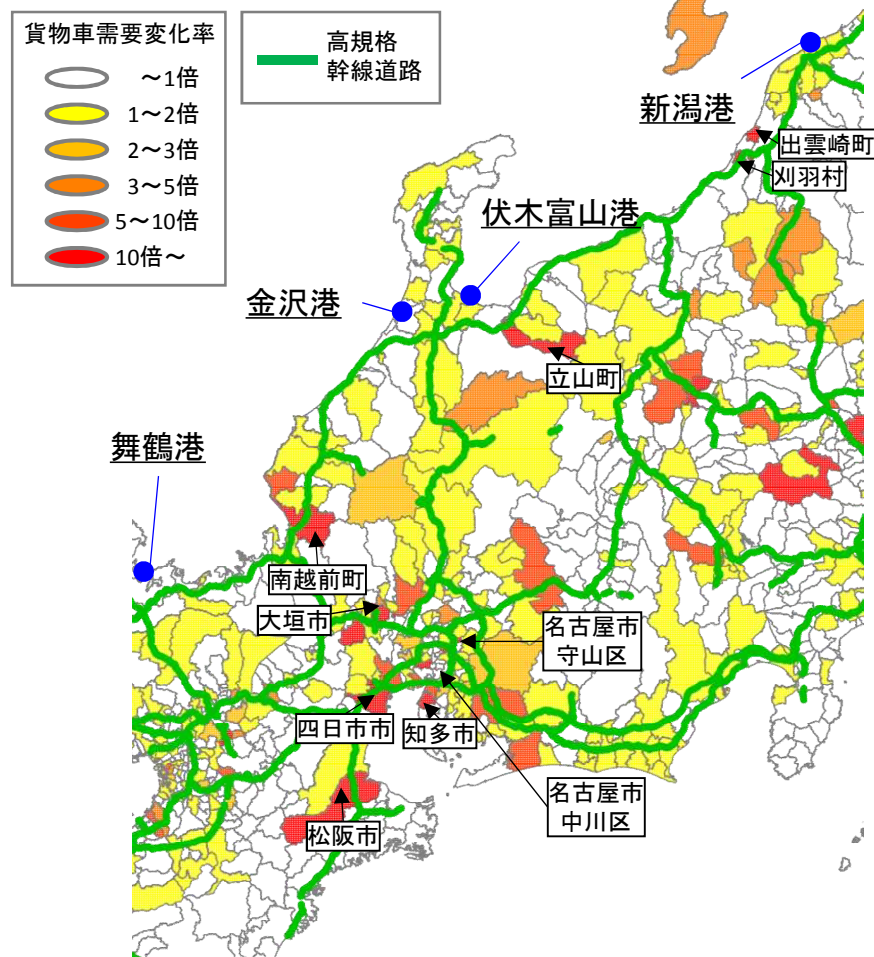 貨物車需要変化率
～1倍
1～2倍
2～3倍
3～5倍
5～10倍
10倍～
高規格
幹線道路
新潟港
出雲崎町
刈羽村
伏木富山港
金沢港
立山町
舞鶴港
南越前町
大垣市
名古屋市
守山区
四日市市
知多市
名古屋市
中川区
松阪市